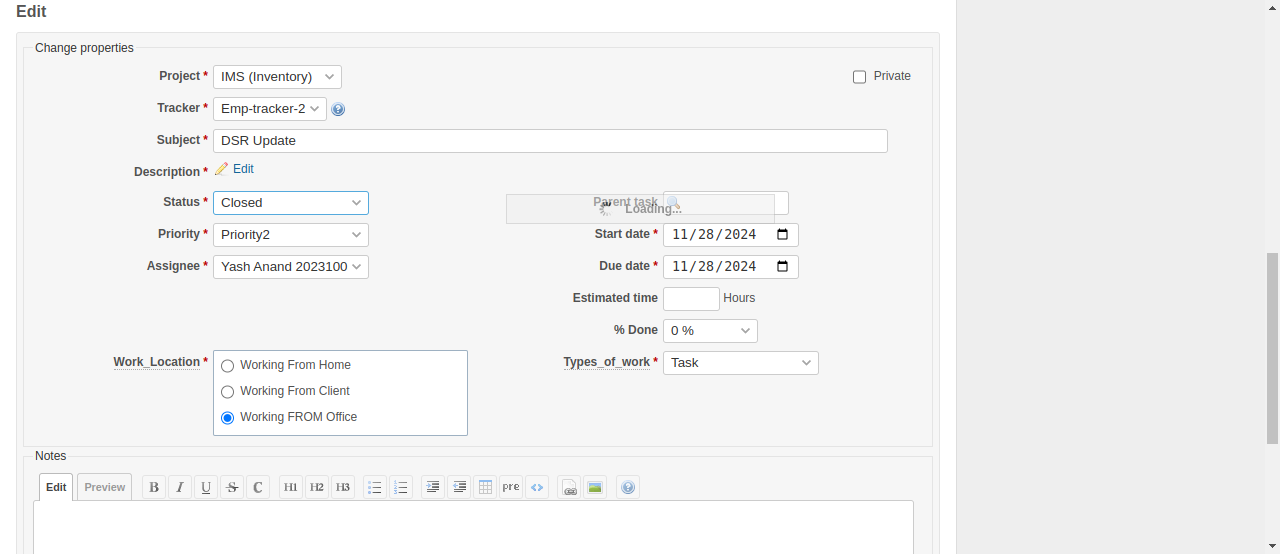 Edit
Change properties
Project * IMS (Inventory) Private
Tracker * Emp-tracker-2
Subject * DSR Update
Description * Edit
Status * Closed Parent task
Loading...
Priority * Priority2 Start date * 11/28/2024
Assignee * Yash Anand 2023100 Due date * 11/28/2024
Estimated time Hours
% Done 0 %
Work_Location * Working From Home Types_of_work * Task
Working From Client
Working FROM Office
Notes
Edit Preview B I U S C H1 H2 H3 pre